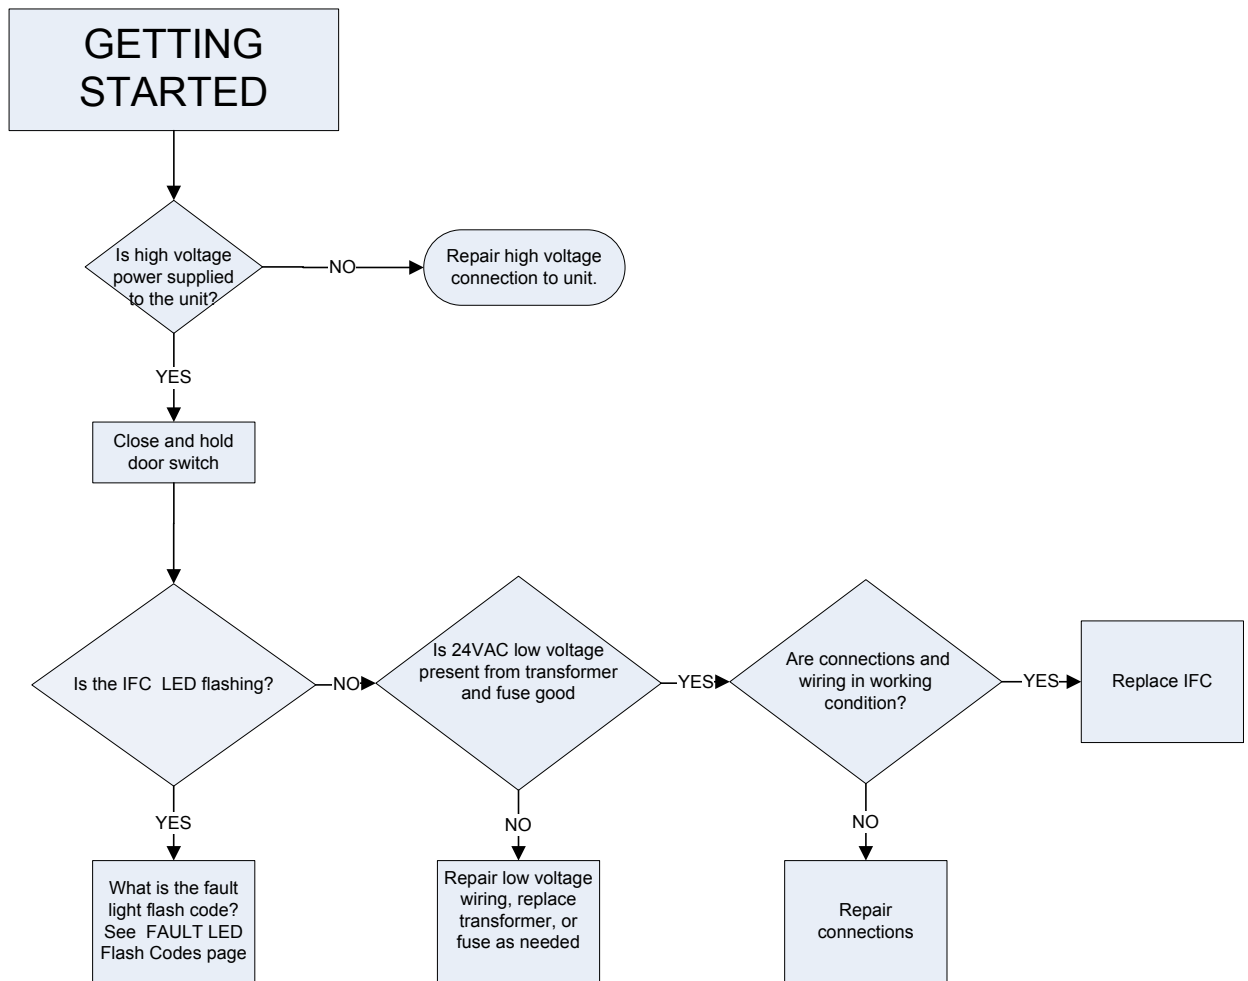 GETTING
STARTED
Is high voltage
power supplied
to the unit?
NO
Repair high voltage
connection to unit.
YES
Close and hold
door switch
Is the IFC LED flashing?
NO
Is 24VAC low voltage
present from transformer
and fuse good
YES
Are connections and
wiring in working
condition?
YES
Replace IFC
YES
NO
NO
What is the fault
light flash code?
See FAULT LED
Flash Codes page
Repair low voltage
wiring, replace
transformer, or
fuse as needed
Repair
connections